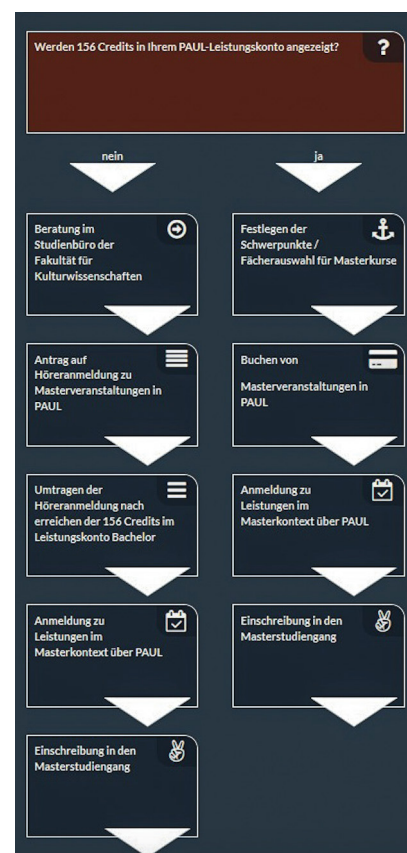 Werden 156 Credits in Ihrem PAUL-Leistungskonto angezeigt?
?
nein
ja
Beratung im
Studienbüro der
Fakultät für
Kulturwissenschaften
Festlegen der
Schwerpunkte /
Fächerauswahl für Masterkurse
Antrag auf
Höreranmeldung zu
Masterveranstaltungen in
PAUL
Buchen von
Masterveranstaltungen in
PAUL
Umtragen der
Höreranmeldung nach
erreichen der 156 Credits im
Leistungskonto Bachelor
Anmeldung zu
Leistungen im
Masterkontext über PAUL
Anmeldung zu
Leistungen im
Masterkontext über PAUL
Einschreibung in den
Masterstudiengang
Einschreibung in den
Masterstudiengang